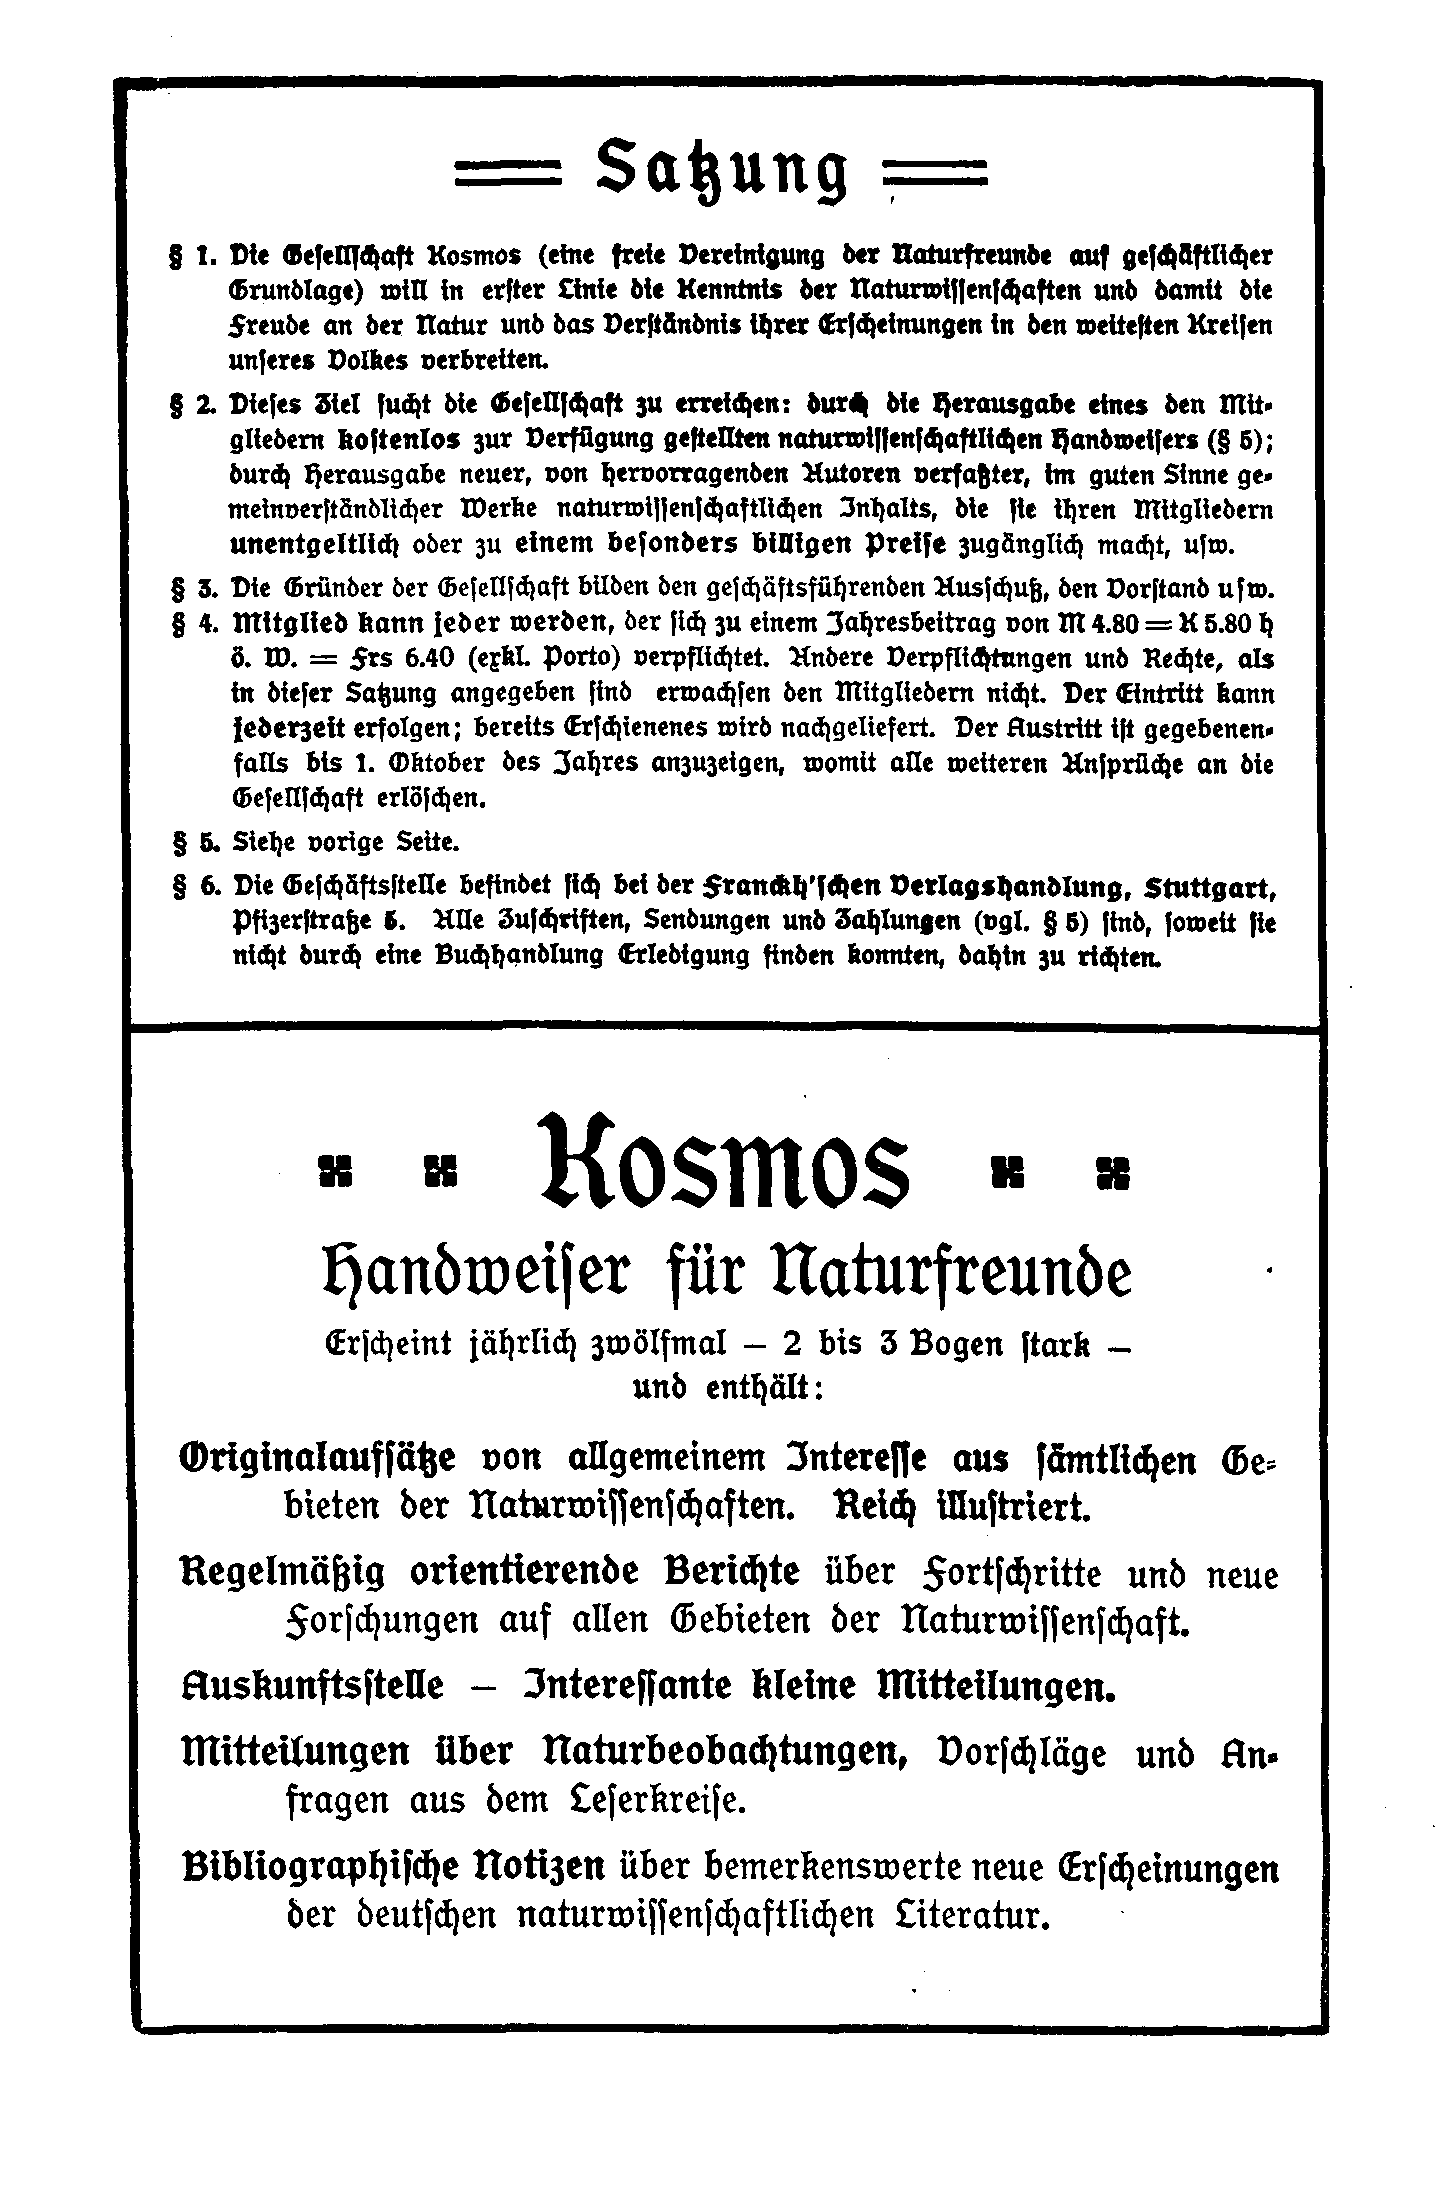 Satzung
§ 1. Die Geſellſchaft Kosmos (eine freie Vereinigung der Naturfreunde auf geſchäftlicher
Grundlage) will in erſter Linie die Kenntnis der Naturwiſſenſchaften und damit die
Freude an der Natur und das Verſtändnis ihrer Erſcheinungen in den weiteſten Kreiſen
unſeres Volkes verbreiten.
§ 2. Dieſes Ziel ſucht die Geſellſchaft zu erreichen: durch die Herausgabe eines den Mit-
gliedern koſtenlos zur Verfügung geſtellten naturwiſſenſchaftlichen Handweiſers (§ 5);
durch Herausgabe neuer, von hervorragenden Autoren verfaßter, im guten Sinne ge-
meinverſtändlicher Werke naturwiſſenſchaftlichen Inhalts, die ſie ihren Mitgliedern
unentgeltlich oder zu einem beſonders billigen Preiſe zugänglich macht, uſw.
§ 3. Die Gründer der Geſellſchaft bilden den geſchäftsführenden Ausſchuß, den Vorſtand uſw.
§ 4. Mitglied kann jeder werden, der ſich zu einem Jahresbeitrag von M 4.80 = K 5.80 h
ö. W. = Frs 6.40 (exkl. Porto) verpflichtet. Andere Verpflichtungen und Rechte, als
in dieſer Satzung angegeben ſind erwachſen den Mitgliedern nicht. Der Eintritt kann
jederzeit erfolgen; bereits Erſchienenes wird nachgeliefert. Der Austritt iſt gegebenen-
falls bis 1. Oktober des Jahres anzuzeigen, womit alle weiteren Anſprüche an die
Geſellſchaft erlöſchen.
§ 5. Siehe vorige Seite.
§ 6. Die Geſchäftsſtelle befindet ſich bei der Franckh'ſchen Verlagshandlung, Stuttgart,
Pfizerſtraße 5. Alle Zuſchriften, Sendungen und Zahlungen (vgl. § 5) ſind, ſoweit ſie
nicht durch eine Buchhandlung Erledigung finden konnten, dahin zu richten.
Kosmos
Handweiſer für Naturfreunde
Erſcheint jährlich zwölfmal — 2 bis 3 Bogen ſtark —
und enthält:
Originalaufſätze von allgemeinem Intereſſe aus ſämtlichen Ge-
bieten der Naturwiſſenſchaften. Reich illuſtriert.
Regelmäßig orientierende Berichte über Fortſchritte und neue
Forſchungen auf allen Gebieten der Naturwiſſenſchaft.
Auskunftsſtelle — Intereſſante kleine Mitteilungen.
Mitteilungen über Naturbeobachtungen, Vorſchläge und An-
fragen aus dem Leſerkreiſe.
Bibliographiſche Notizen über bemerkenswerte neue Erſcheinungen
der deutſchen naturwiſſenſchaftlichen Literatur.